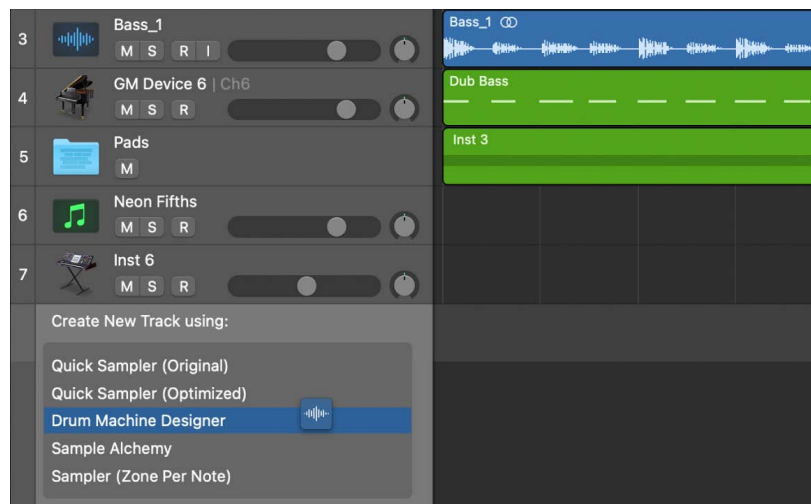 3
Bass_1
M S R I
Bass_1
4
GM Device 6 | Ch6
M S R
Dub Bass
5
Pads
M
Inst 3
6
Neon Fifths
M S R
7
Inst 6
M S R
Create New Track using:
Quick Sampler (Original)
Quick Sampler (Optimized)
Drum Machine Designer
Sample Alchemy
Sampler (Zone Per Note)